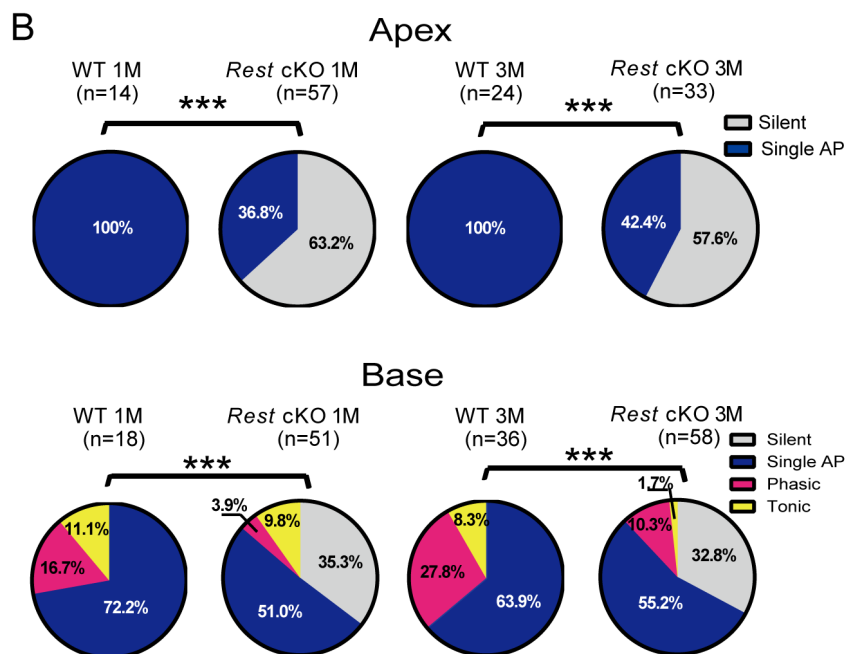 B
Apex
WT 1M
(n=14)
Rest cKO 1M
(n=57)
WT 3M
(n=24)
Rest cKO 3M
(n=33)
***
***
Silent
Single AP
100%
36.8%
63.2%
100%
42.4%
57.6%
Base
WT 1M
(n=18)
Rest cKO 1M
(n=51)
WT 3M
(n=36)
Rest cKO 3M
(n=58)
***
***
Silent
Single AP
Phasic
Tonic
11.1%
16.7%
72.2%
3.9%
9.8%
35.3%
51.0%
8.3%
27.8%
63.9%
1.7%
10.3%
32.8%
55.2%